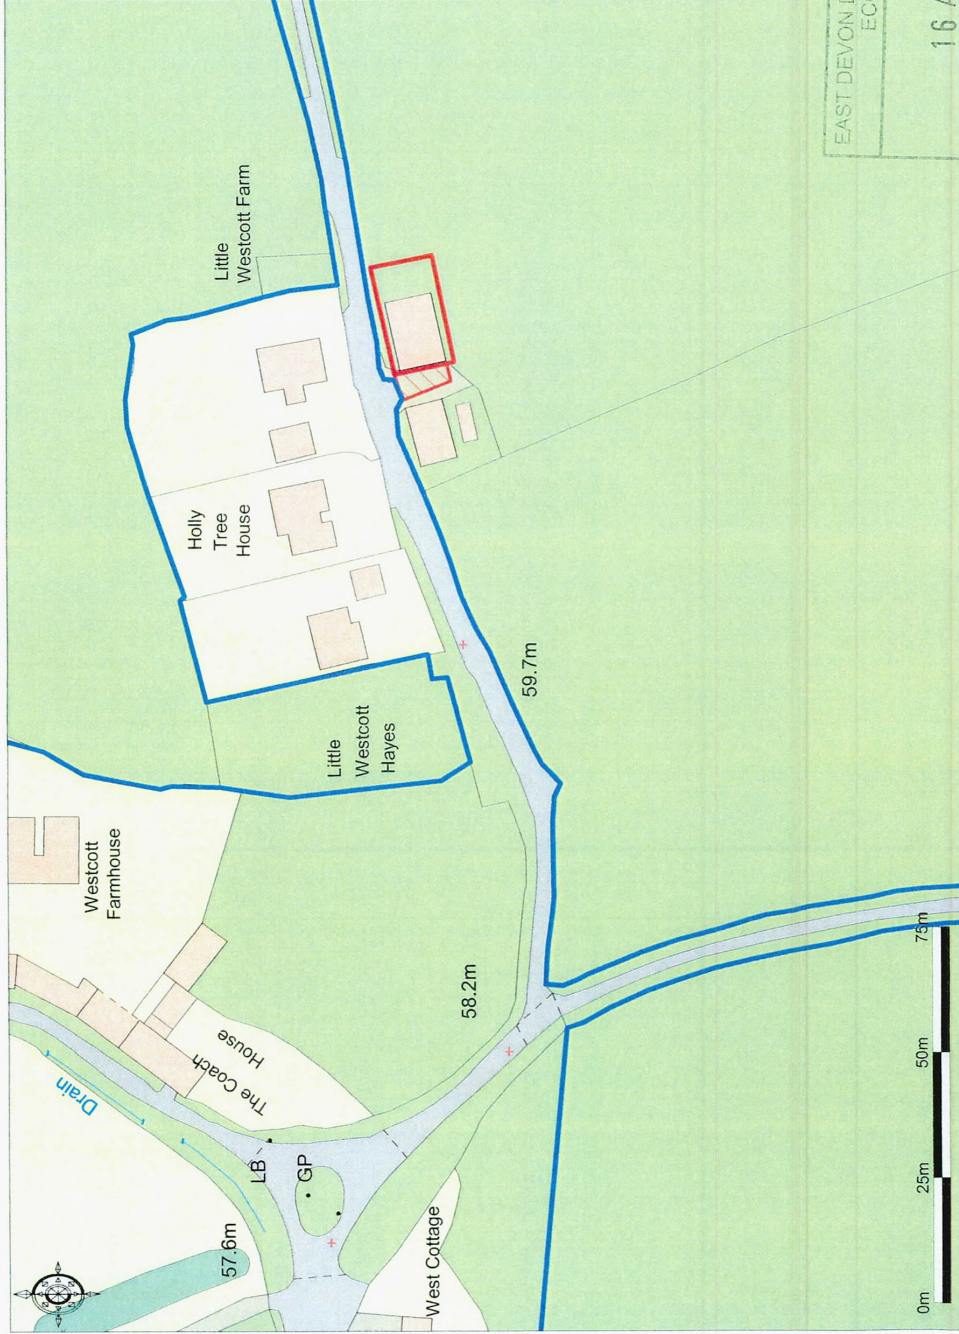 EAST DEVON
16
Little
Westcott Farm
Holly
Tree
House
Little
Westcott
Hayes
59.7m
Westcott
Farmhouse
58.2m
The Coach
House
Drain
LB
GP
57.6m
West Cottage
0m
25m
50m
75m